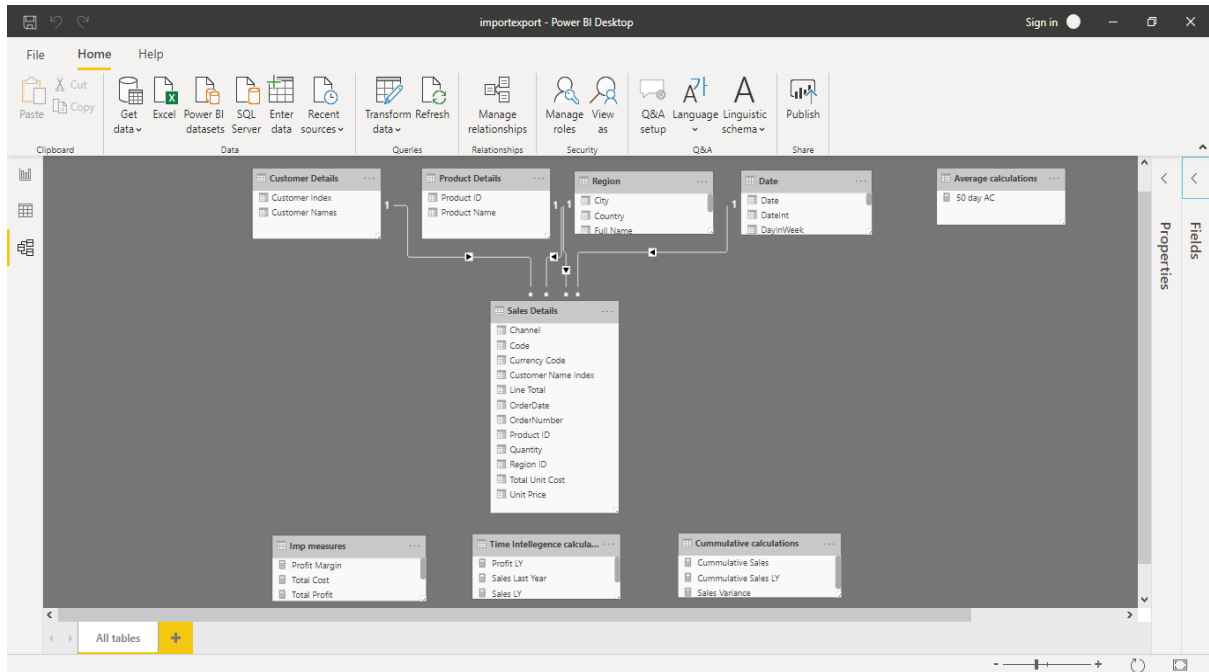 importexport - Power BI Desktop
Sign in
File Home Help
Paste
Cut
Copy
Get data
Excel
Power BI datasets
SQL Server
Enter data
Recent sources
Transform data
Refresh
Manage relationships
Manage roles
View as
Q&A setup
Language
Linguistic schema
Publish
Clipboard
Data
Queries
Relationships
Security
Q&A
Share
Customer Details
Customer Index
Customer Names
Product Details
Product ID
Product Name
Region
City
Country
Full Name
Date
Date
DateInt
DayInWeek
Average calculations
50 day AC
1
1
1
1
Properties
Fields
Sales Details
Channel
Code
Currency Code
Customer Name Index
Line Total
OrderDate
OrderNumber
Product ID
Quantity
Region ID
Total Unit Cost
Unit Price
Imp measures
Profit Margin
Total Cost
Total Profit
Time Intellegence calcula...
Profit LY
Sales Last Year
Sales LY
Cummulative calculations
Cummulative Sales
Cummulative Sales LY
Sales Variance
All tables